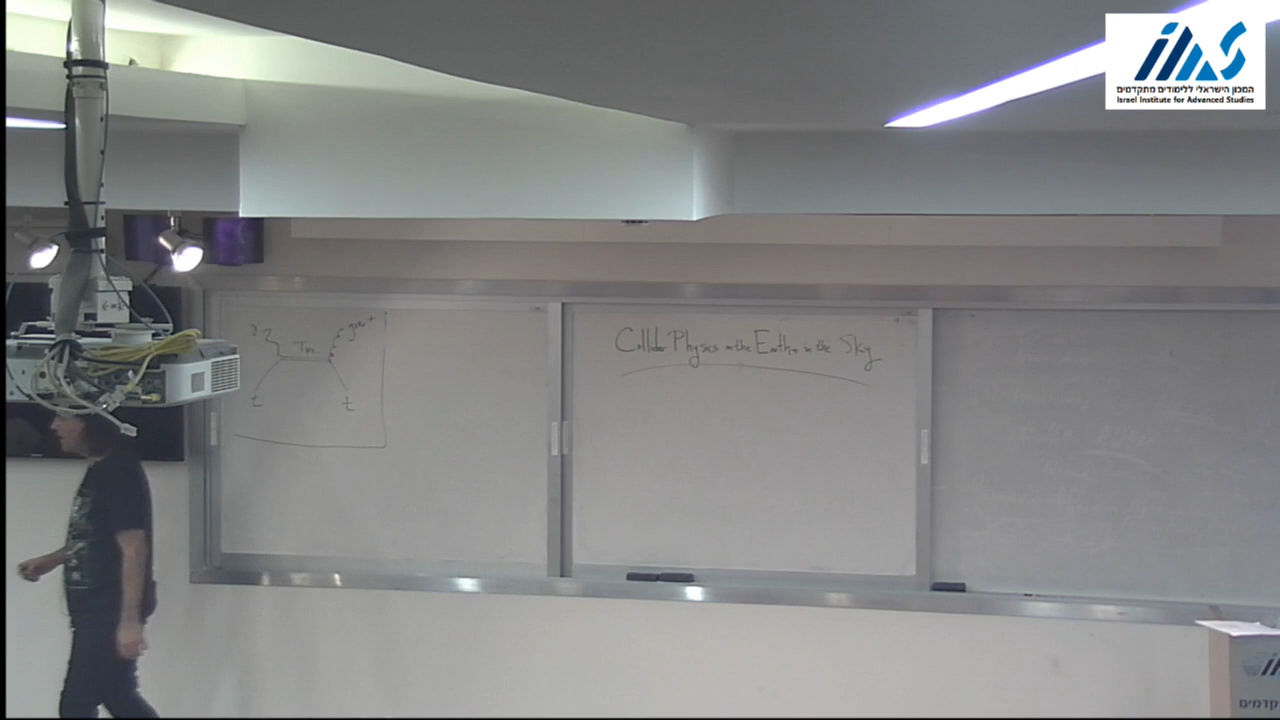 המכון הישראלי ללימודים מתקדמים
Israel Institute for Advanced Studies
γ
t
t
Collider Physics on the Earth + in the Sky